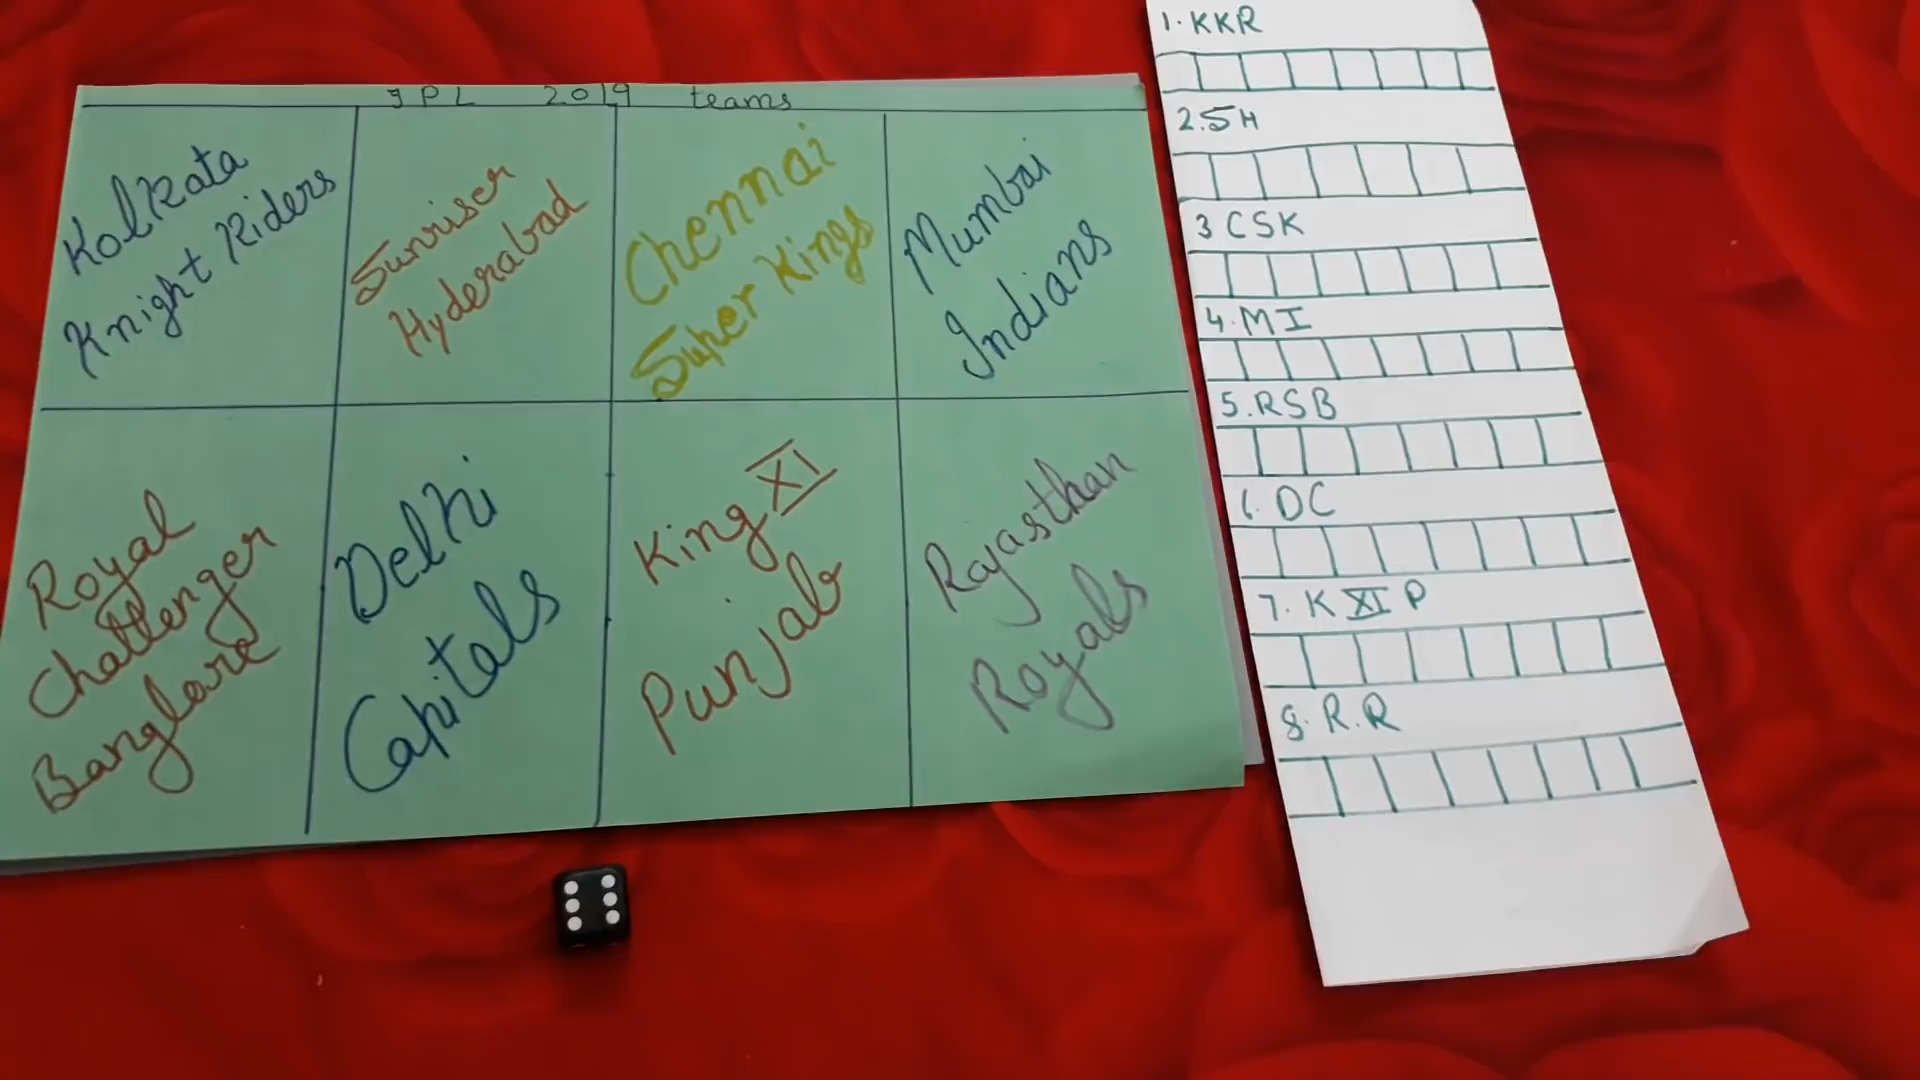 IPL 2019 teams
Kolkata
Knight Riders
Sunriser
Hyderabad
Chennai
Super Kings
Mumbai
Indians
Royal
Challenger
Banglore
Delhi
Capitals
King XI
Punjab
Rajasthan
Royals
1. KKR
2. SH
3 CSK
4. MI
5. RSB
6. DC
7. K XI P
8. R.R